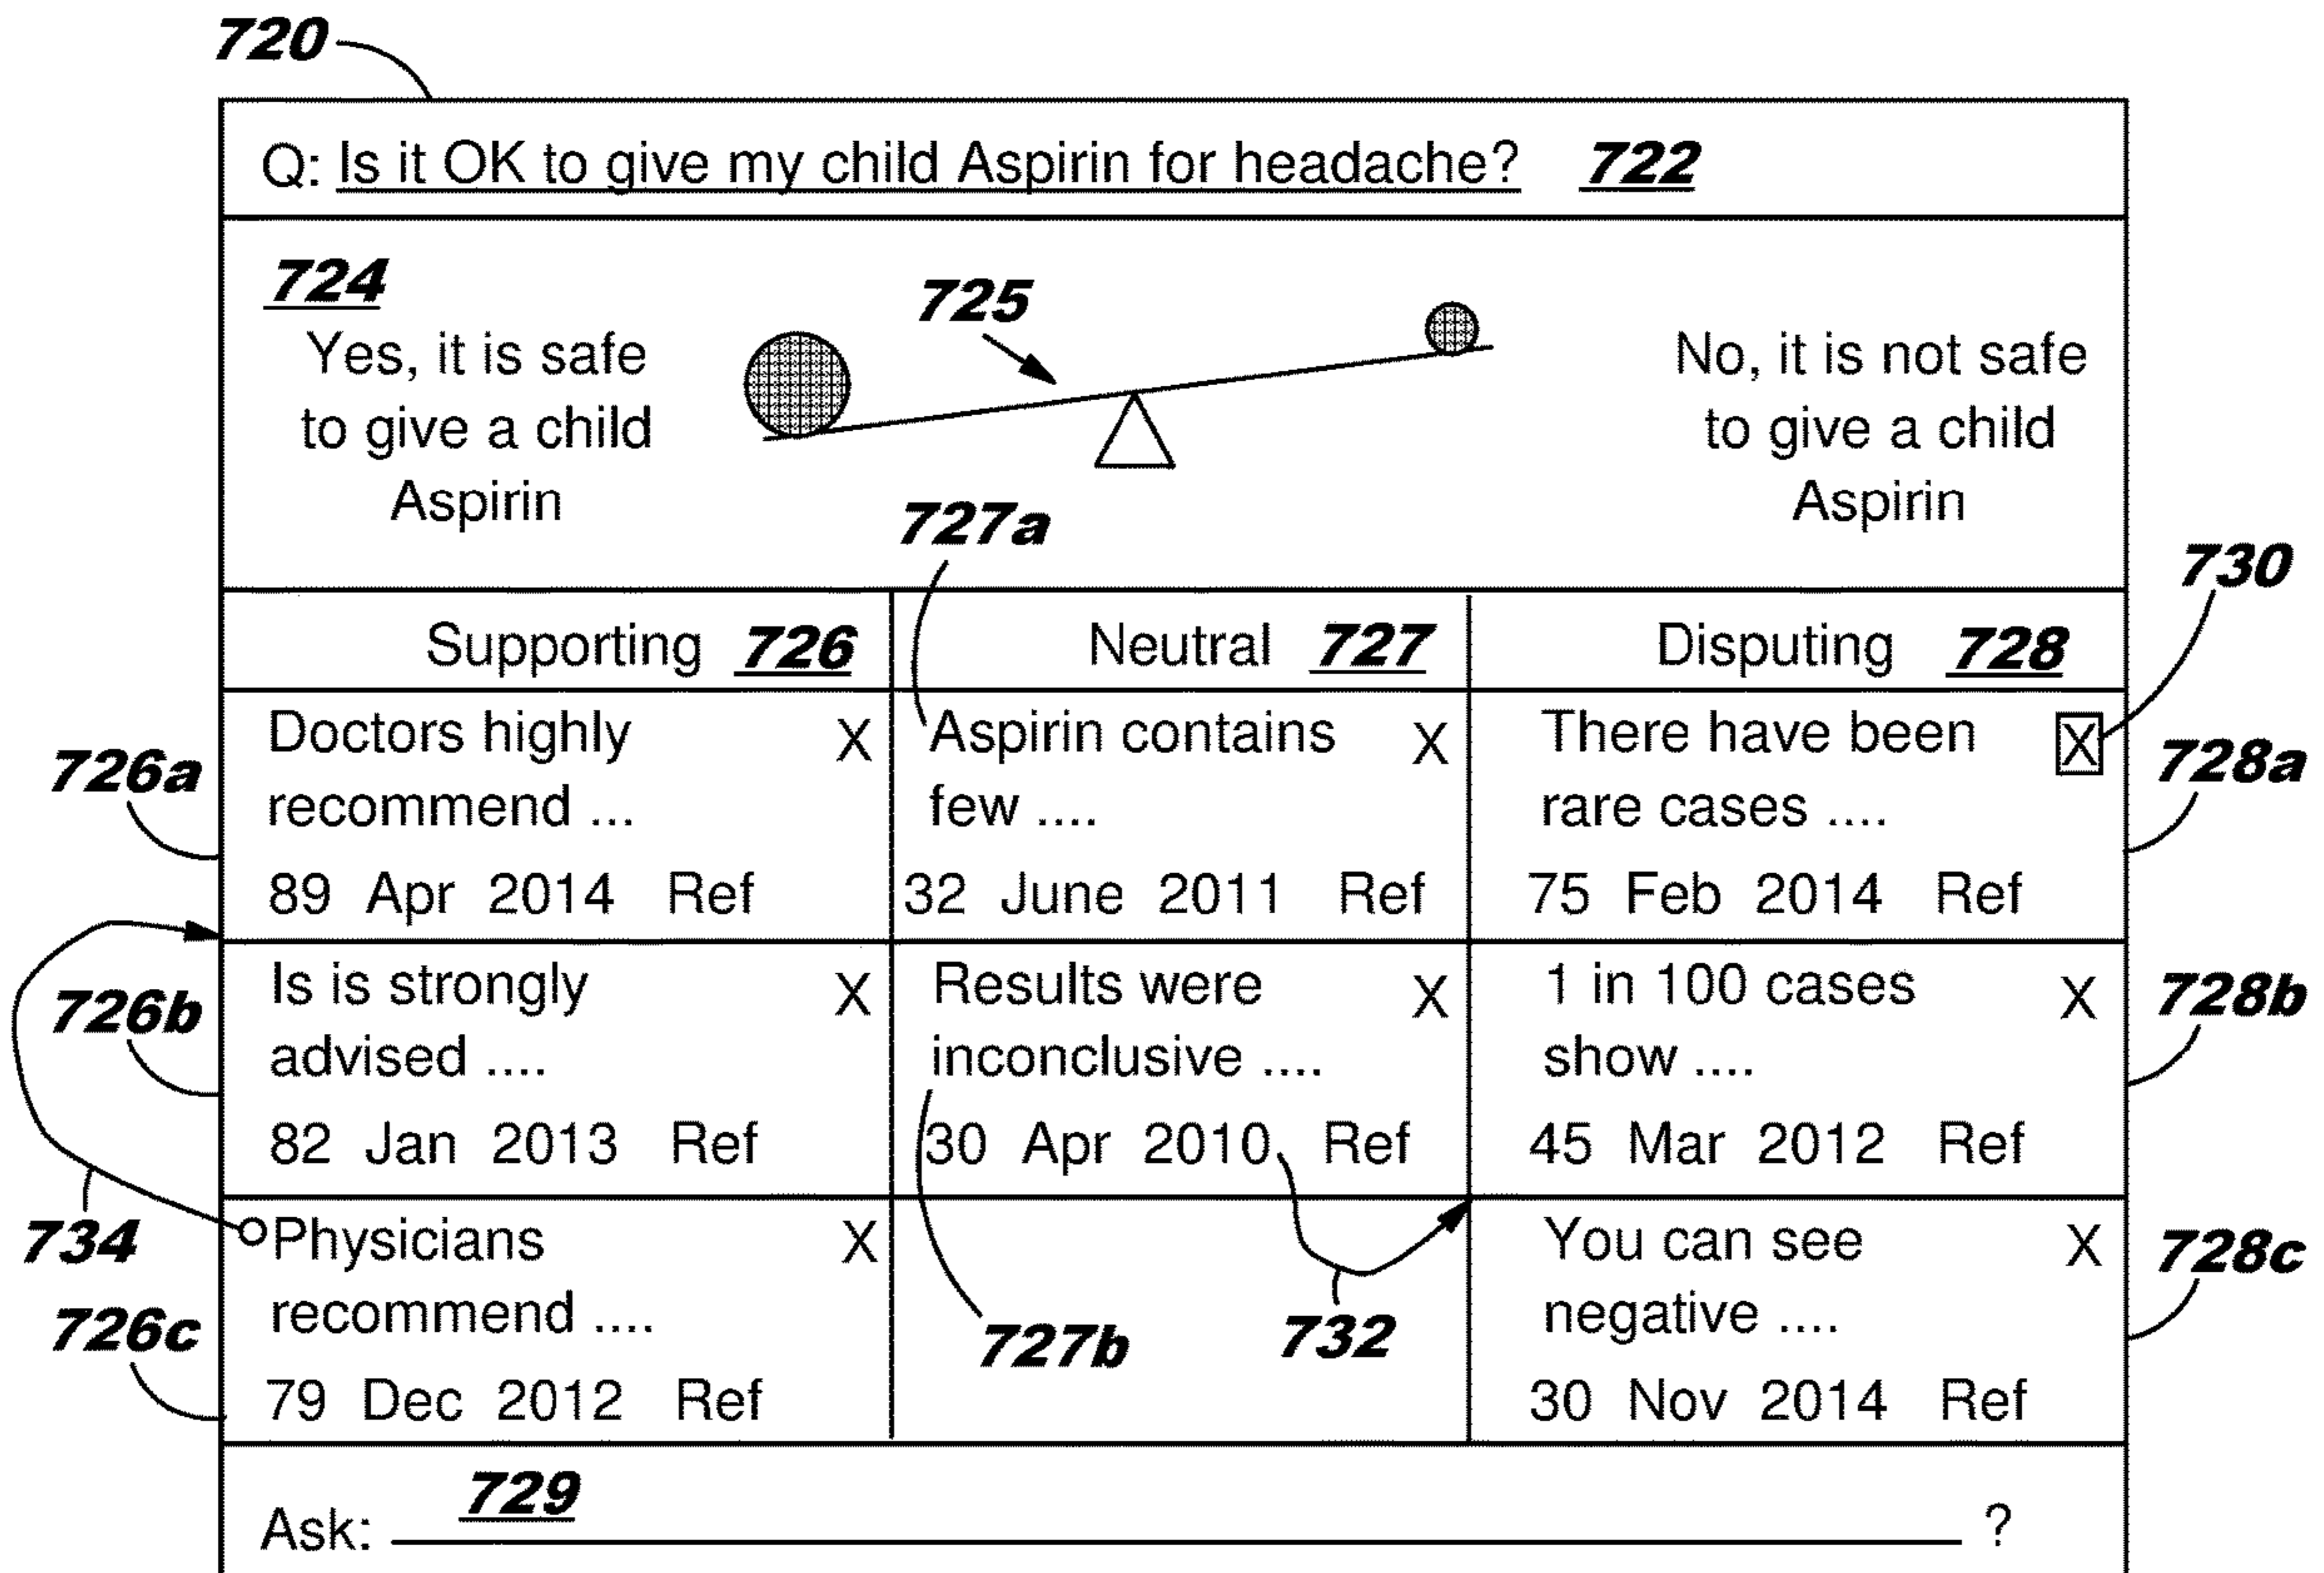 720
Q: Is it OK to give my child Aspirin for headache? 722
724
725
Yes, it is safe
to give a child
Aspirin
No, it is not safe
to give a child
Aspirin
727a
730
Supporting 726
Neutral 727
Disputing 728
726a
Doctors highly X
recommend ...
89 Apr 2014 Ref
Aspirin contains X
few ....
32 June 2011 Ref
There have been X
rare cases ....
75 Feb 2014 Ref
728a
726b
Is is strongly X
advised ....
82 Jan 2013 Ref
Results were X
inconclusive ....
30 Apr 2010 Ref
1 in 100 cases X
show ....
45 Mar 2012 Ref
728b
734
726c
Physicians X
recommend ....
79 Dec 2012 Ref
727b
732
You can see X
negative ....
30 Nov 2014 Ref
728c
729
Ask: ?